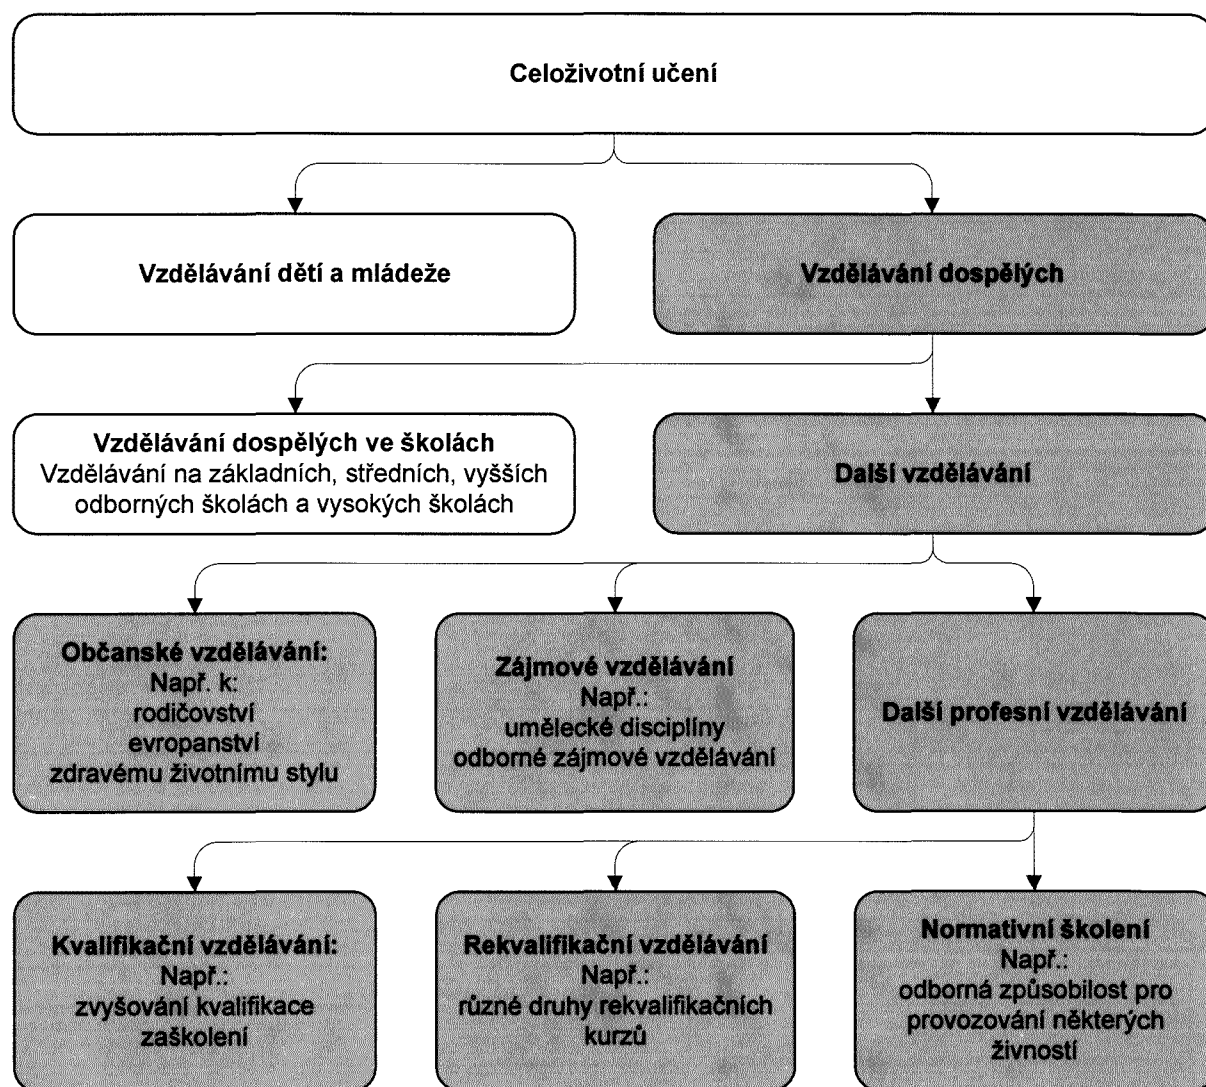 Celoživotní učení
Vzdělávání dětí a mládeže
Vzdělávání dospělých
Vzdělávání dospělých ve školách
Vzdělávání na základních, středních, vyšších
odborných školách a vysokých školách
Další vzdělávání
Občanské vzdělávání:
Např. k:
rodičovství
evropanství
zdravému životnímu stylu
Zájmové vzdělávání
Např.:
umělecké disciplíny
odborné zájmové vzdělávání
Další profesní vzdělávání
Kvalifikační vzdělávání:
Např.:
zvyšování kvalifikace
zaškolení
Rekvalifikační vzdělávání
Např.:
různé druhy rekvalifikačních
kurzů
Normativní školení
Např.:
odborná způsobilost pro
provozování některých
živností